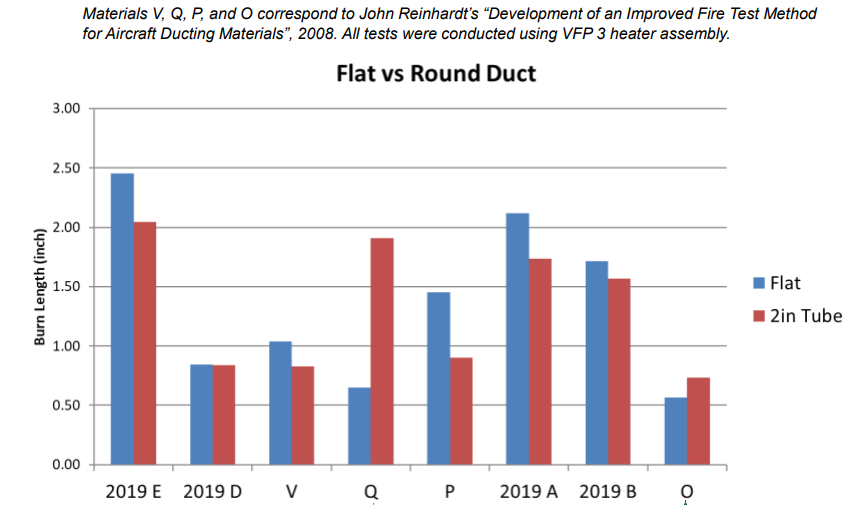 Materials V, Q, P, and O correspond to John Reinhardt’s “Development of an Improved Fire Test Method
for Aircraft Ducting Materials”, 2008. All tests were conducted using VFP 3 heater assembly.
Flat vs Round Duct
3.00
2.50
2.00
1.50
1.00
0.50
0.00
Burn Length (inch)
2019 E 2019 D V Q P 2019 A 2019 B O
Flat
2in Tube